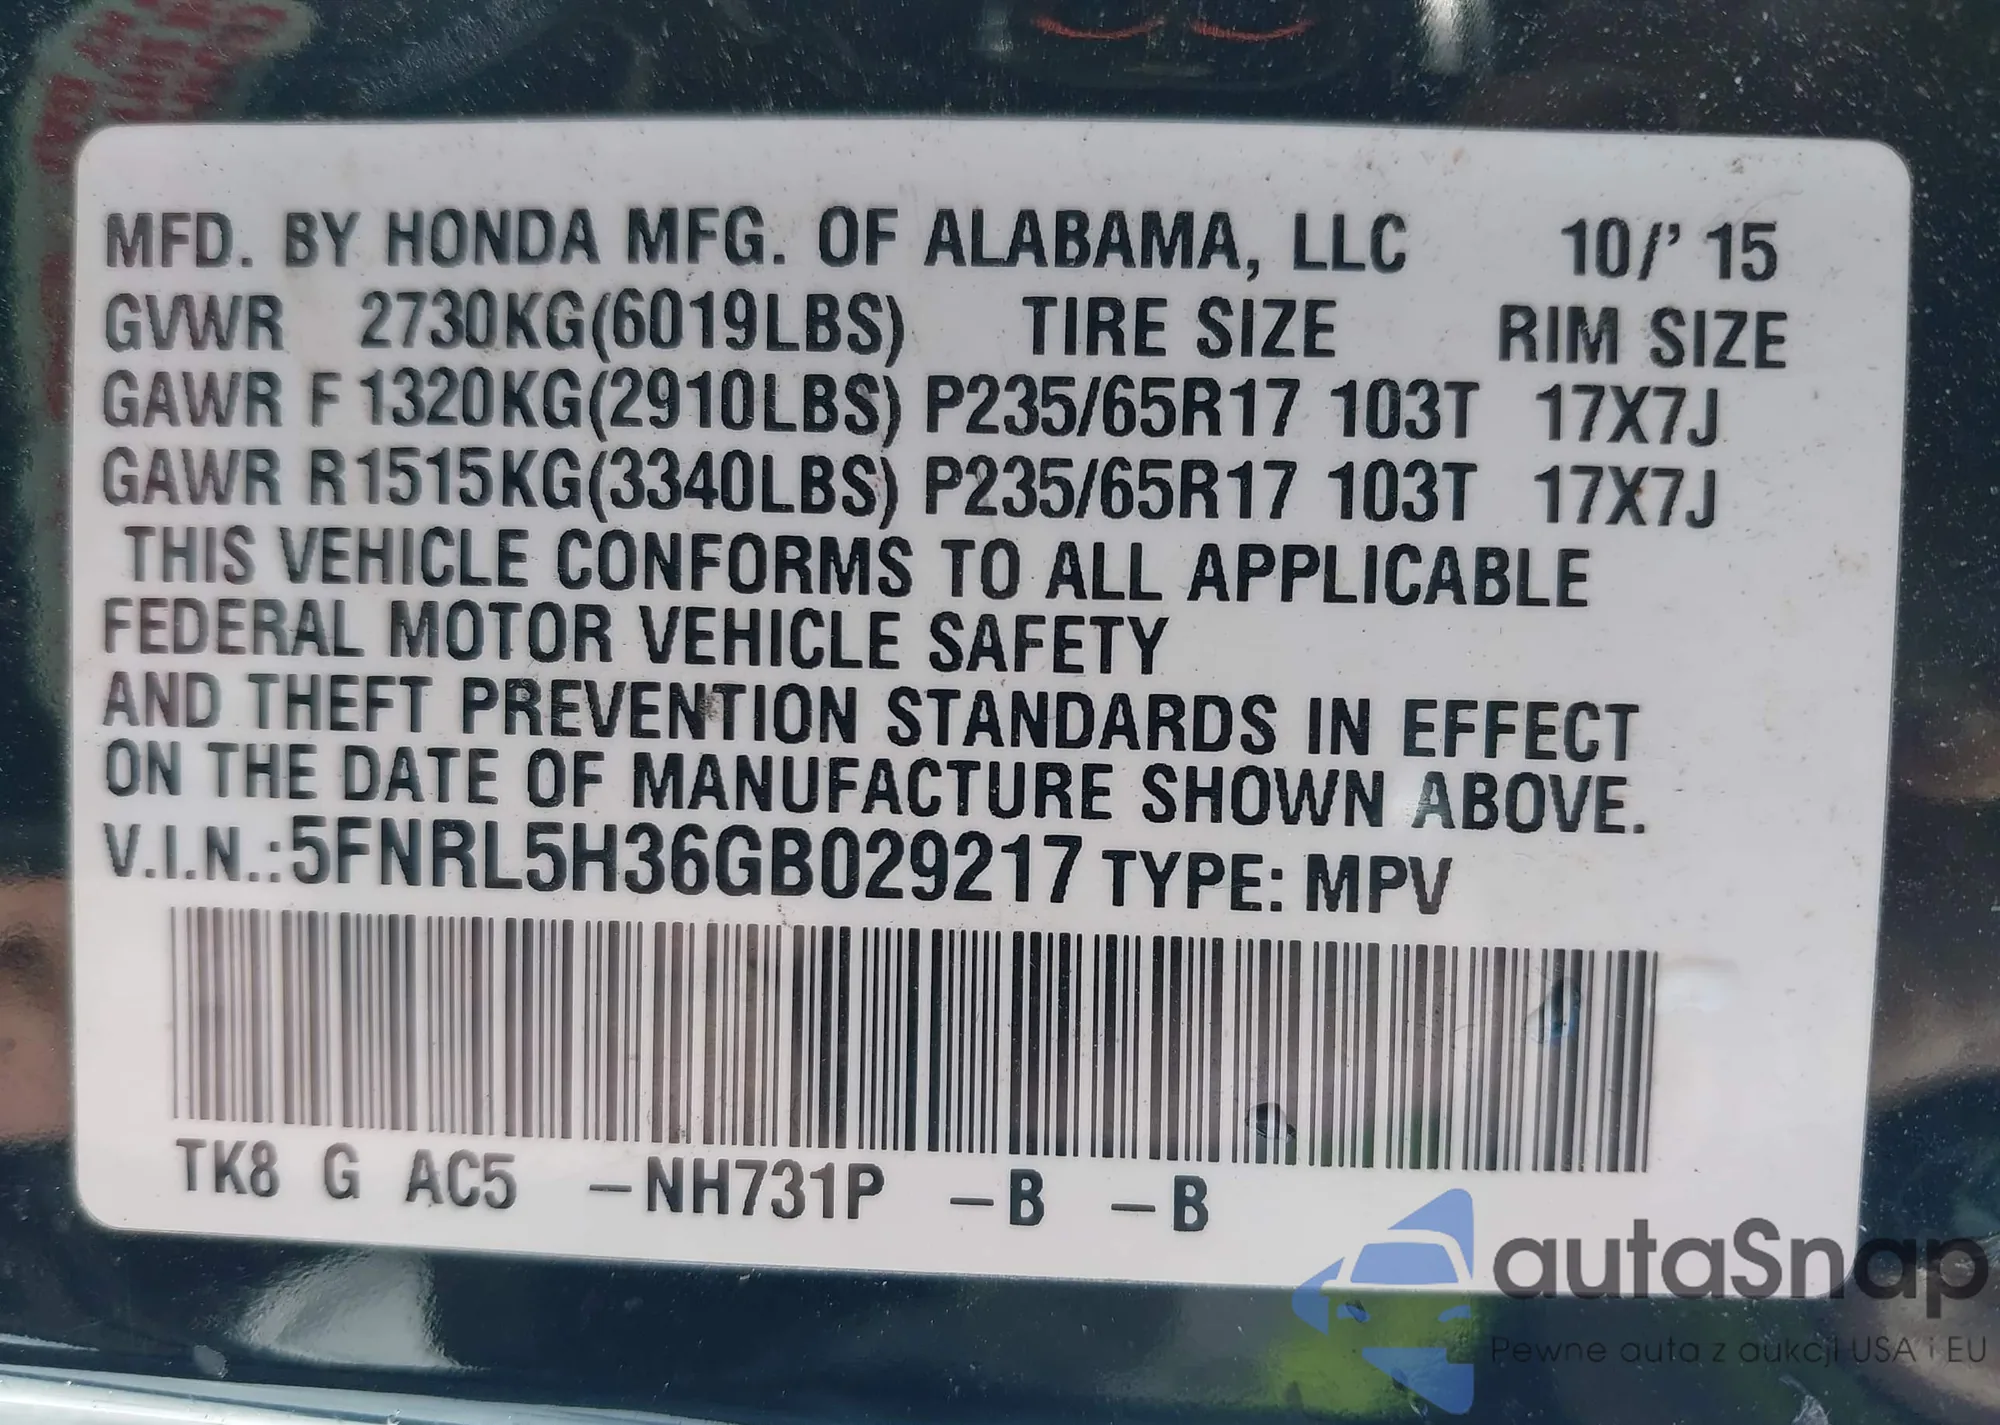 MFD. BY HONDA MFG. OF ALABAMA, LLC 10/' 15
GVWR 2730KG(6019LBS) TIRE SIZE RIM SIZE
GAWR F 1320KG(2910LBS) P235/65R17 103T 17X7J
GAWR R 1515KG(3340LBS) P235/65R17 103T 17X7J
THIS VEHICLE CONFORMS TO ALL APPLICABLE
FEDERAL MOTOR VEHICLE SAFETY
AND THEFT PREVENTION STANDARDS IN EFFECT
ON THE DATE OF MANUFACTURE SHOWN ABOVE.
V.I.N.:5FNRL5H36GB029217 TYPE: MPV
TK8 G AC5 –NH731P –B –B
autaSnap
Pewne auta z aukcji USA i EU